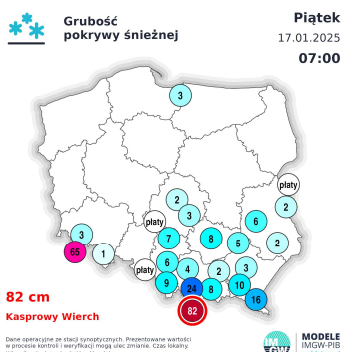 Grubość
pokrywy śnieżnej
Piątek
17.01.2025
07:00
3
płaty
2
2
3
płaty
6
3
7
8
5
2
65
1
6
płaty
4
2
3
9
24
8
10
16
82
82 cm
Kasprowy Wierch
Dane operacyjne ze stacji synoptycznych. Prezentowane wartości
w procesie kontroli i weryfikacji mogą ulec zmianie. Czas lokalny.
IM
GW
MODELE
IMGW-PIB